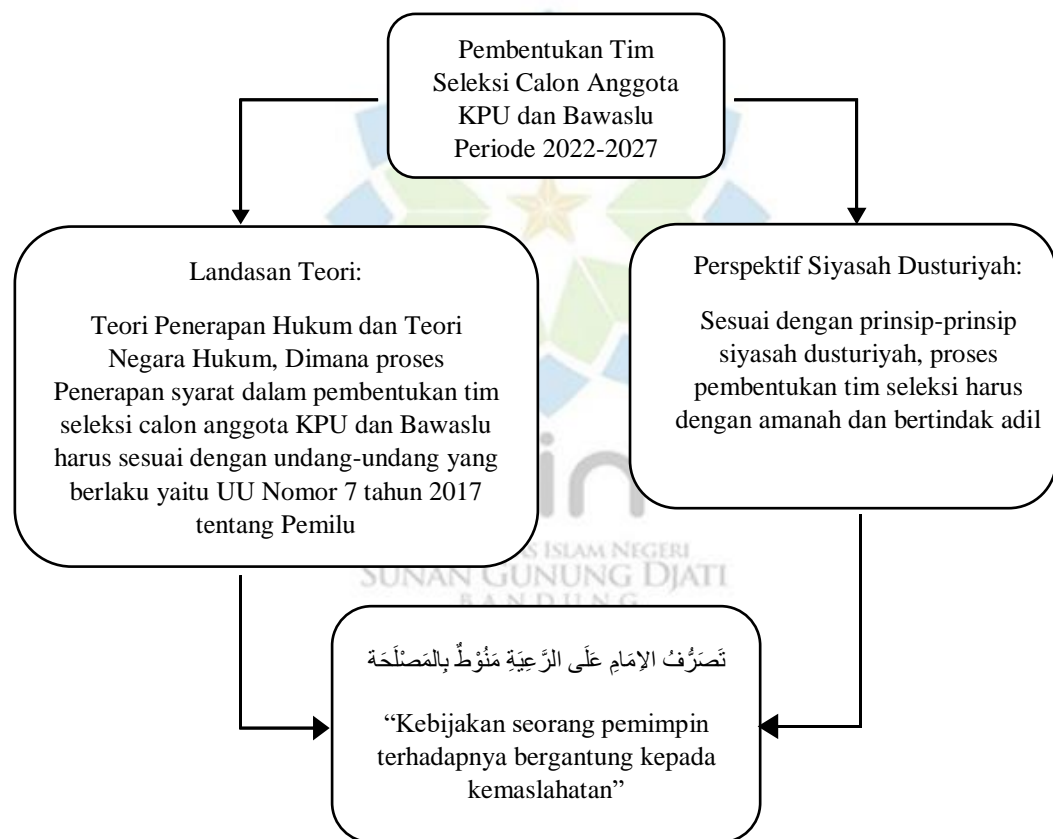 Pembentukan Tim
Seleksi Calon Anggota
KPU dan Bawaslu
Periode 2022-2027
Landasan Teori:
Teori Penerapan Hukum dan Teori
Negara Hukum, Dimana proses
Penerapan syarat dalam pembentukan tim
seleksi calon anggota KPU dan Bawaslu
harus sesuai dengan undang-undang yang
berlaku yaitu UU Nomor 7 tahun 2017
tentang Pemilu
Perspektif Siyasah Dusturiyah:
Sesuai dengan prinsip-prinsip
siyasah dusturiyah, proses
pembentukan tim seleksi harus
dengan amanah dan bertindak adil
ISLAM NEGERI
SUNAN GUNUNG DJATI
BANDUNG
تَصَرُّفُ الإِمَامِ عَلَى الرَّعِيَةِ مَنُوْطٌ بِالمَصْلَحَة
“Kebijakan seorang pemimpin
terhadapnya bergantung kepada
kemaslahatan”